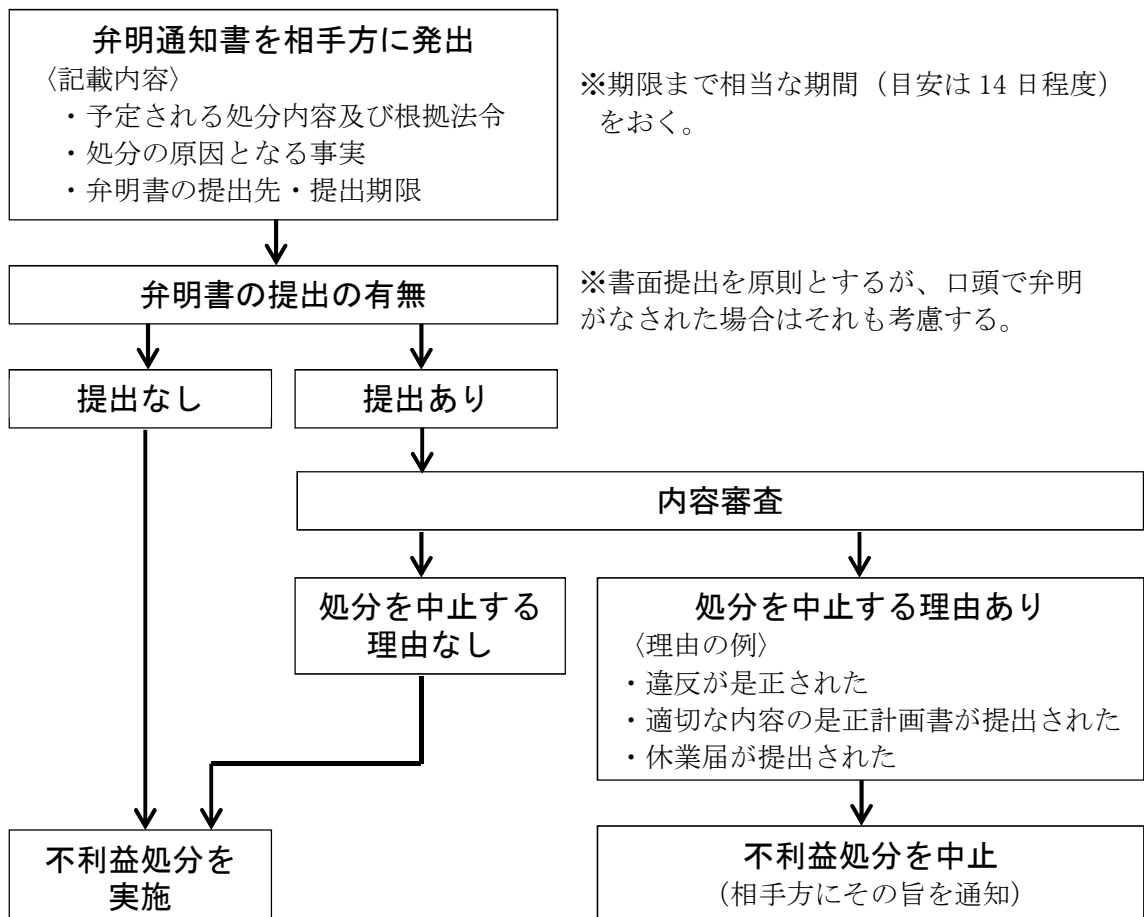 弁明通知書を相手方に発出
〈記載内容〉
・予定される処分内容及び根拠法令
・処分の原因となる事実
・弁明書の提出先・提出期限
※期限まで相当な期間（目安は 14 日程度）
をおく。
弁明書の提出の有無
※書面提出を原則とするが、口頭で弁明
がなされた場合はそれも考慮する。
提出なし
提出あり
内容審査
処分を中止する
理由なし
処分を中止する理由あり
〈理由の例〉
・違反が是正された
・適切な内容の是正計画書が提出された
・休業届が提出された
不利益処分を
実施
不利益処分を中止
（相手方にその旨を通知）